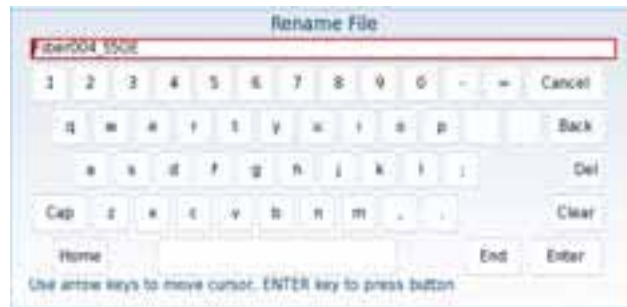 Rename File
Fiber004_SSOE
1 2 3 4 5 6 7 8 9 0 - = Cancel
q w e r t y u i o p Back
a s d f g h j k l ; Del
Cap z x c v b n m , . Clear
Home End Enter
Use arrow keys to move cursor. ENTER key to press button